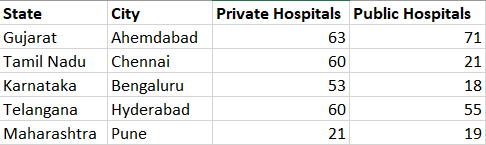 State City Private Hospitals Public Hospitals
Gujarat Ahemdabad 63 71
Tamil Nadu Chennai 60 21
Karnataka Bengaluru 53 18
Telangana Hyderabad 60 55
Maharashtra Pune 21 19